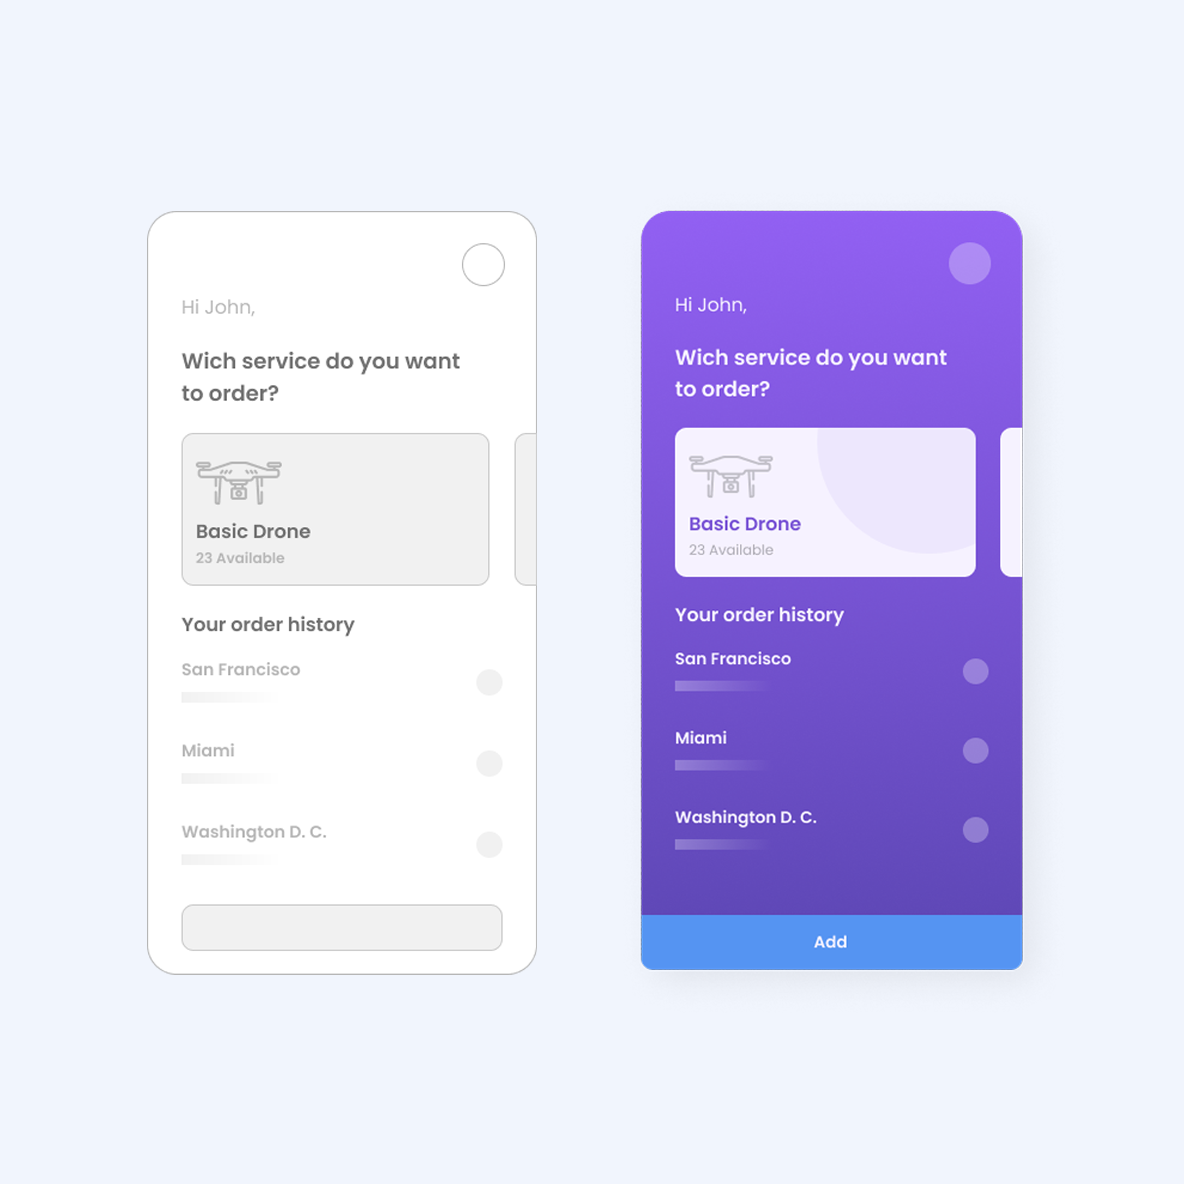 Hi John,
Wich service do you want
to order?
Basic Drone
23 Available
Your order history
San Francisco
Miami
Washington D. C.
Hi John,
Wich service do you want
to order?
Basic Drone
23 Available
Your order history
San Francisco
Miami
Washington D. C.
Add